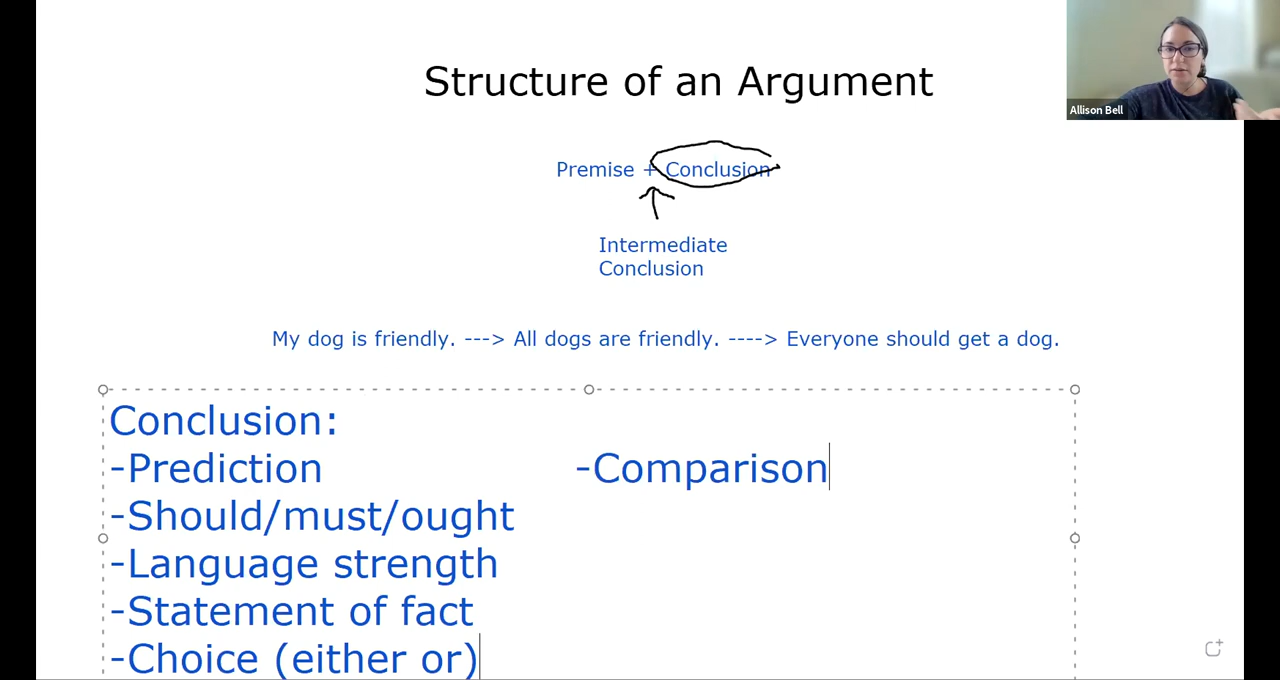 Structure of an Argument
Allison Bell
Premise + Conclusion
Intermediate
Conclusion
My dog is friendly. ---> All dogs are friendly. ----> Everyone should get a dog.
Conclusion:
-Prediction -Comparison
-Should/must/ought
-Language strength
-Statement of fact
-Choice (either or)